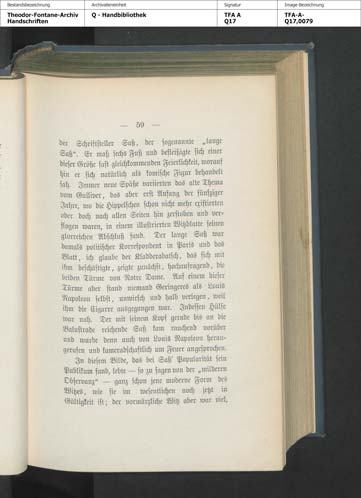 Bestandsbezeichnung
Archivalieneinheit
Signatur
Image Bezeichnung
Theodor-Fontane-Archiv
Handschriften
Q - Handbibliothek
TFA A
Q17
TFA-A-
Q17,0079
— 59 —
der Schriftsteller Saß, der sogenannte „lange
Saß“. Er maß sechs Fuß und befleißigte sich einer
dieser Größe fast gleichkommenden Feierlichkeit, worauf
hin er sich natürlich als komische Figur behandelt
sah. Immer neue Späße variierten das alte Thema
vom Gulliver, das aber erst Anfang der fünfziger
Jahre, wo die Hippelschen schon nicht mehr existierten
oder doch nach allen Seiten hin zerstoben und ver-
flogen waren, in einem illustrierten Witzblatte seinen
glorreichen Abschluß fand. Der lange Saß war
damals politischer Korrespondent in Paris und das
Blatt, ich glaube der Kladderadatsch, das sich mit
ihm beschäftigte, zeigte zunächst, hochaufragend, die
beiden Türme von Notre Dame. Auf einem dieser
Türme aber stand niemand Geringeres als Louis
Napoleon selbst, unwirsch und halb verlegen, weil
ihm die Cigarre ausgegangen war. Indessen Hülfe
war nah. Der mit seinem Kopf gerade bis an die
Balustrade reichende Saß kam rauchend vorüber
und wurde denn auch von Louis Napoleon heran-
gerufen und kameradschaftlich um Feuer angesprochen.
In diesem Bilde, das bei Saß' Popularität sein
Publikum fand, lebte — so zu sagen von der „milderen
Observanz“ — ganz schon jene moderne Form des
Witzes, wie sie im wesentlichen noch jetzt in
Gültigkeit ist; der vormärzliche Witz aber war viel,